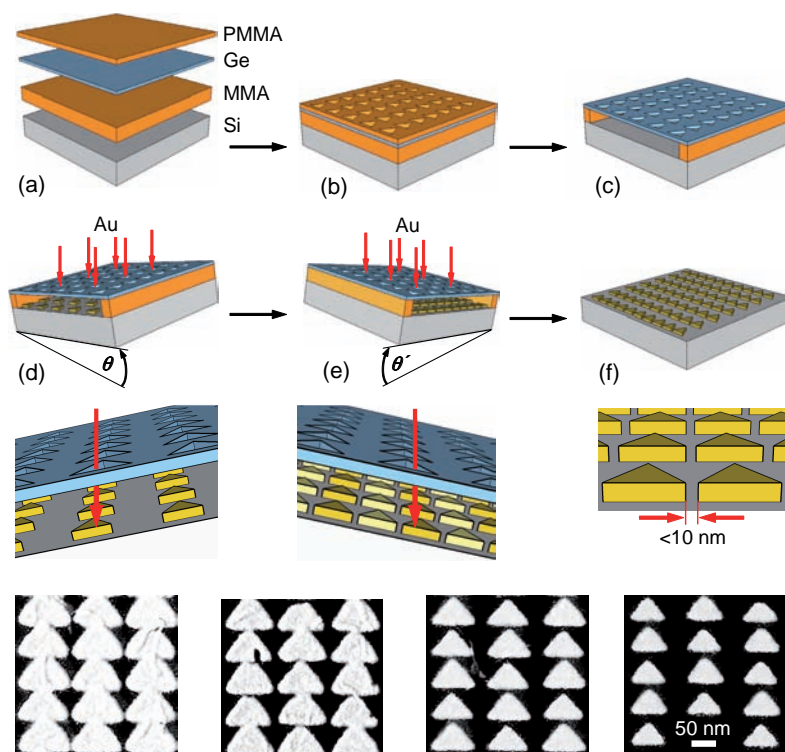 PMMA
Ge
MMA
Si
(a)
(b)
(c)
Au
Au
θ
θ´
(d)
(e)
(f)
<10 nm
50 nm